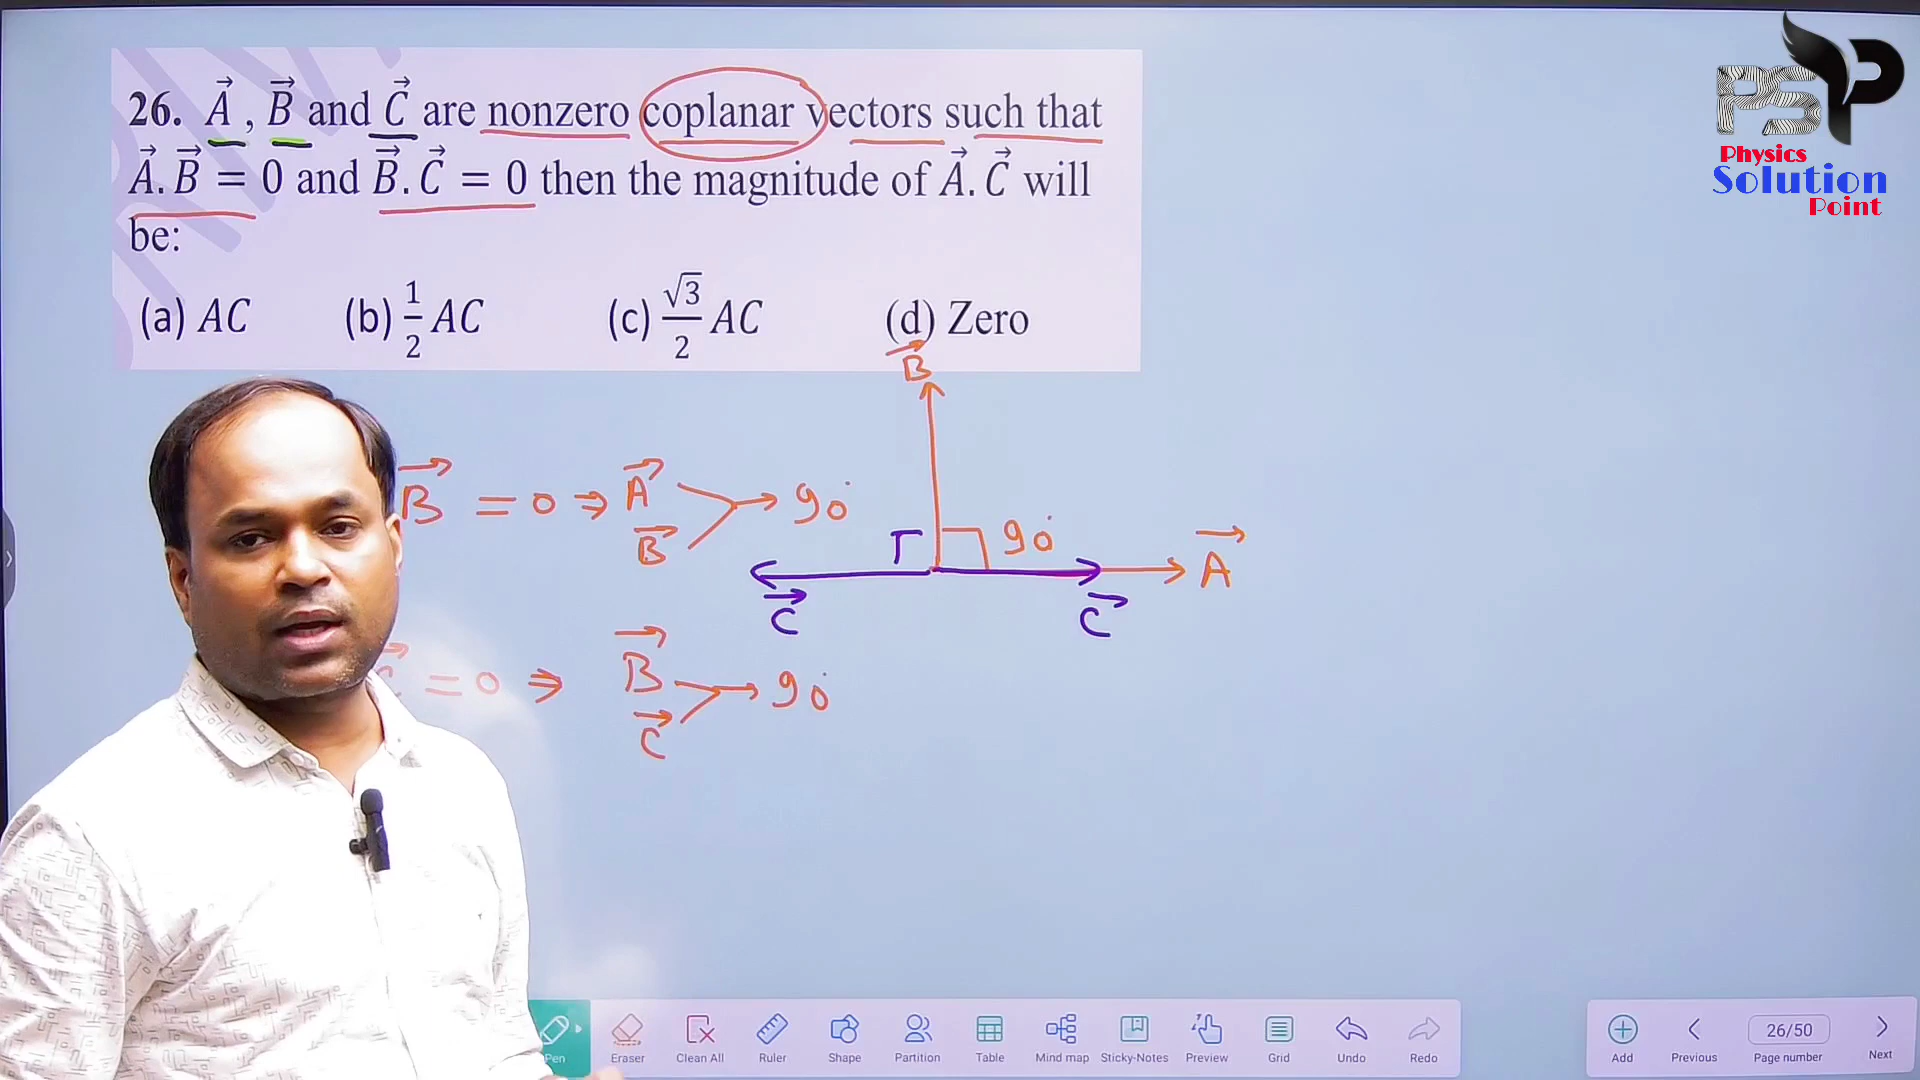 26. A⃗ , B⃗ and C⃗ are nonzero coplanar vectors such that
A⃗ . B⃗ = 0 and B⃗ . C⃗ = 0 then the magnitude of A⃗ . C⃗ will
be:
(a) AC (b) 1/2 AC (c) √3/2 AC (d) Zero
PSP
Physics
Solution
Point
B⃗
B⃗ = 0 ⇒ A⃗
B⃗
90°
90°
A⃗
C⃗
C⃗
C⃗ = 0 ⇒ B⃗
C⃗
90°
Pen
Eraser
Clean All
Ruler
Shape
Partition
Table
Mind map
Sticky-Notes
Preview
Grid
Undo
Redo
Add
Previous
26/50
Page number
Next